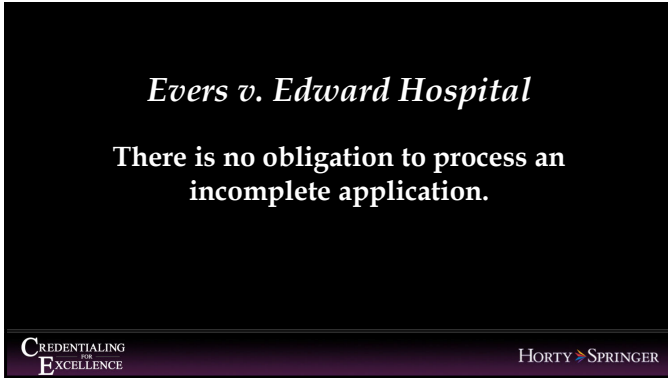 Evers v. Edward Hospital
There is no obligation to process an
incomplete application.
CREDENTIALING
FOR
EXCELLENCE
HORTY SPRINGER